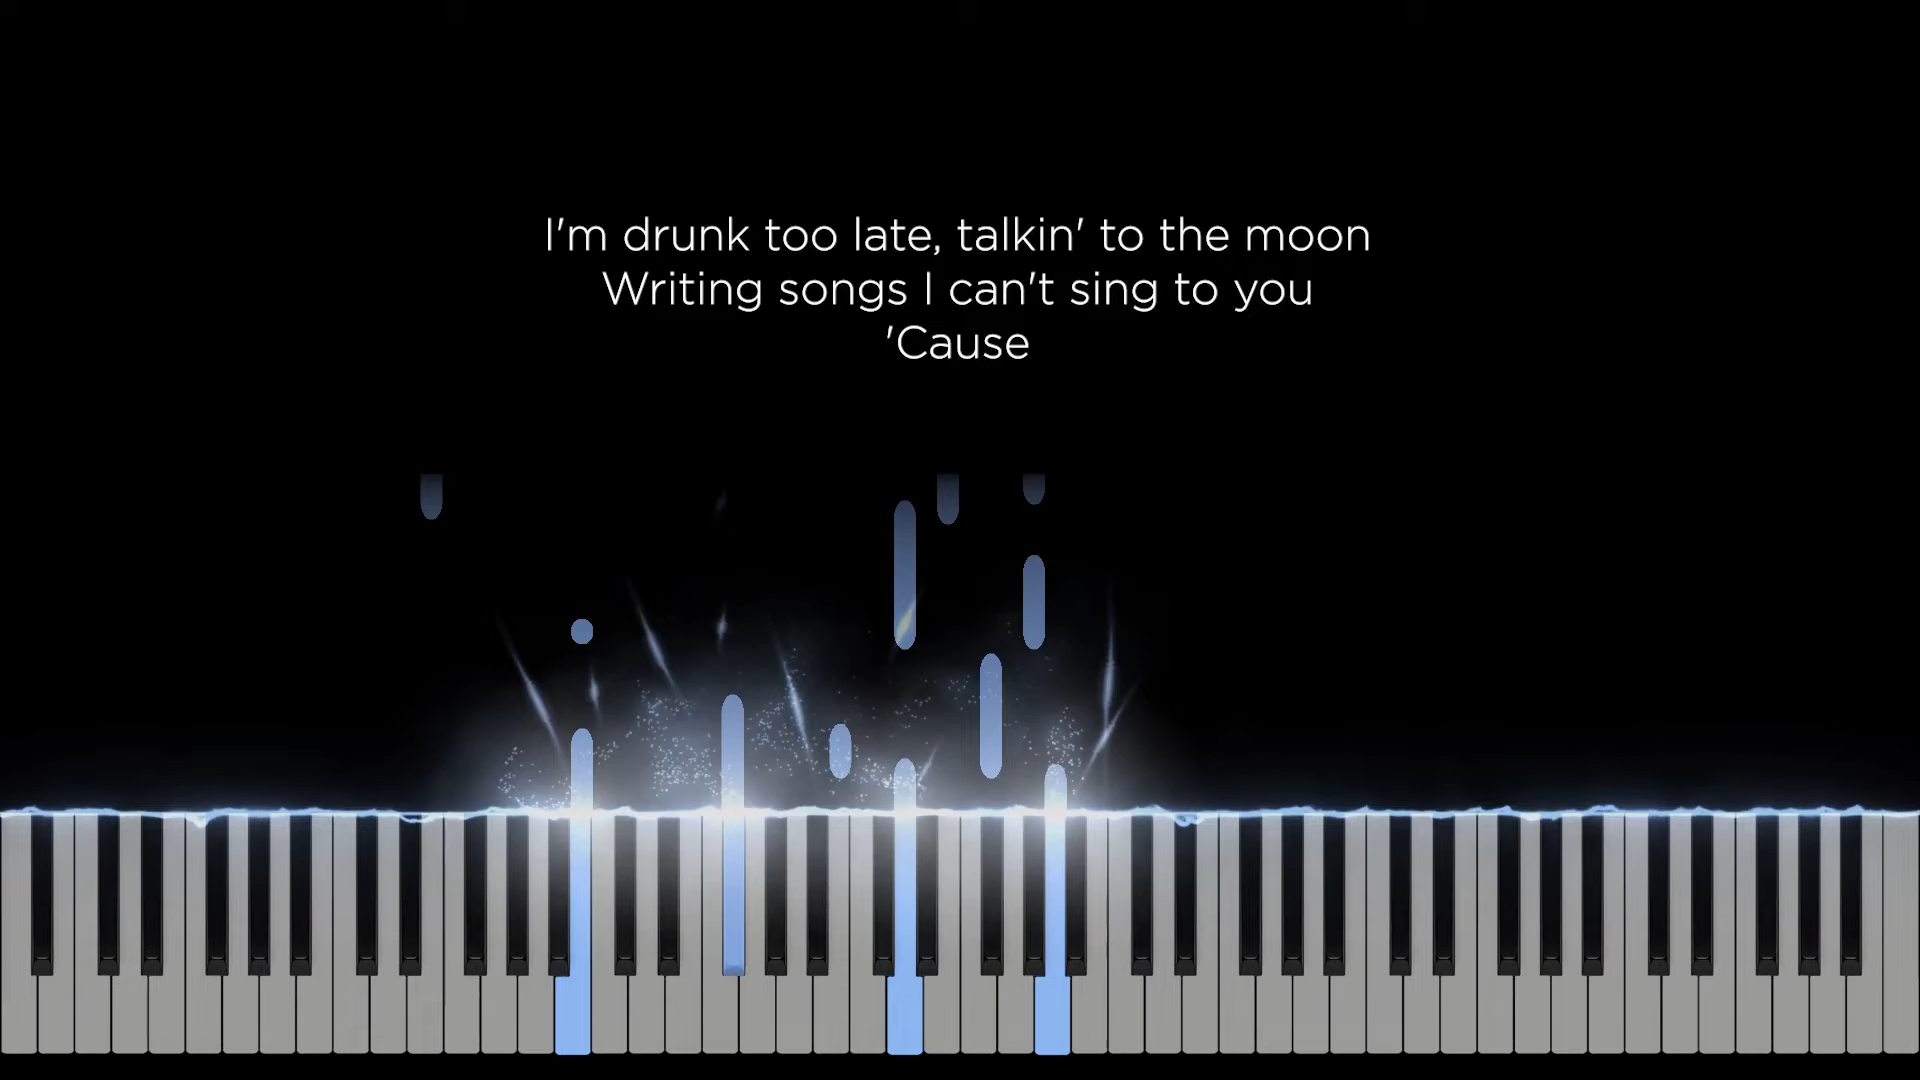 I'm drunk too late, talkin' to the moon
Writing songs I can't sing to you
'Cause